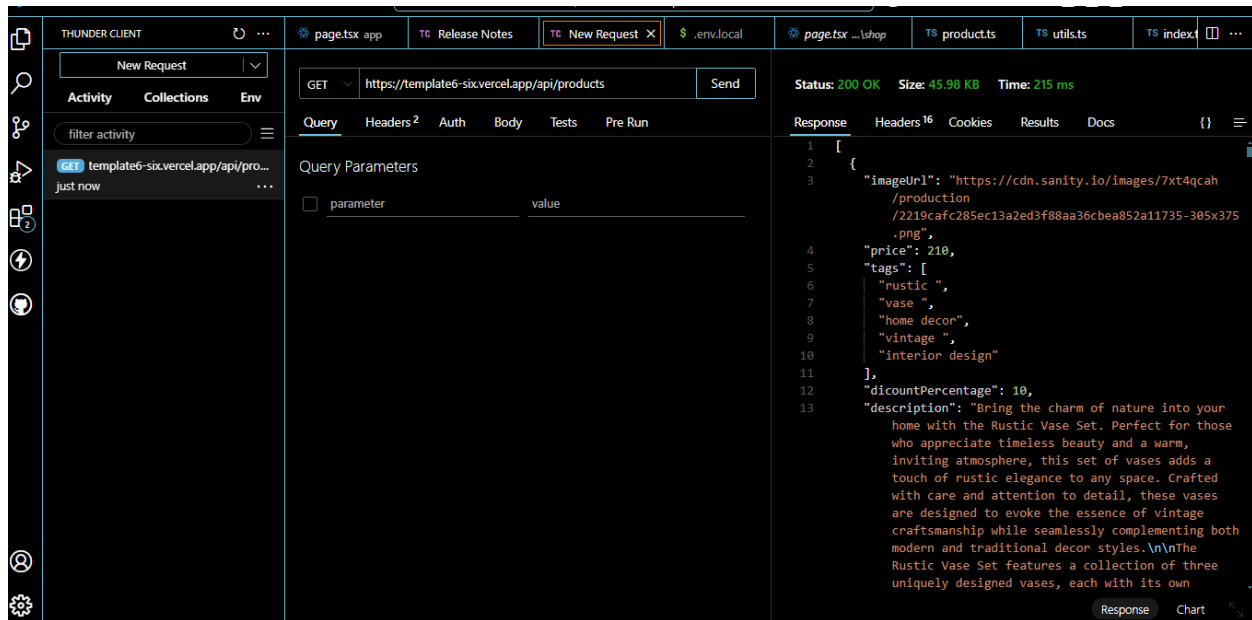 THUNDER CLIENT
page.tsx app
TC Release Notes
TC New Request
$ .env.local
page.tsx ...\shop
TS product.ts
TS utils.ts
TS index.t
New Request
Activity Collections Env
filter activity
GET template6-six.vercel.app/api/pro...
just now
2
GET https://template6-six.vercel.app/api/products Send
Query Headers 2 Auth Body Tests Pre Run
Query Parameters
parameter value
Status: 200 OK Size: 45.98 KB Time: 215 ms
Response Headers 16 Cookies Results Docs {}
1 [
2 {
3 "imageUrl": "https://cdn.sanity.io/images/7xt4qcah
/production
/2219cafc285ec13a2ed3f88aa36cbea852a11735-305x375
.png",
4 "price": 210,
5 "tags": [
6 "rustic ",
7 "vase ",
8 "home decor",
9 "vintage ",
10 "interior design"
11 ],
12 "dicountPercentage": 10,
13 "description": "Bring the charm of nature into your
home with the Rustic Vase Set. Perfect for those
who appreciate timeless beauty and a warm,
inviting atmosphere, this set of vases adds a
touch of rustic elegance to any space. Crafted
with care and attention to detail, these vases
are designed to evoke the essence of vintage
craftsmanship while seamlessly complementing both
modern and traditional decor styles.\n\nThe
Rustic Vase Set features a collection of three
uniquely designed vases, each with its own
Response Chart